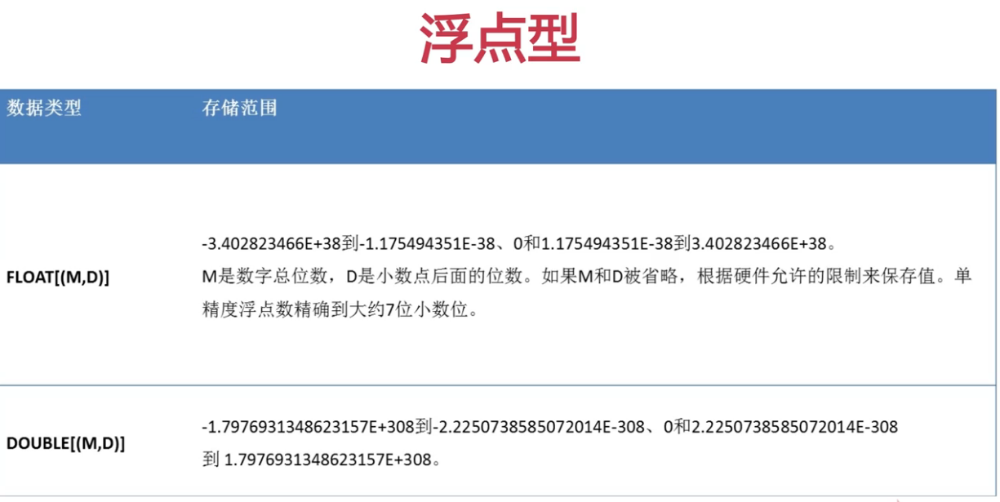 浮点型
数据类型
存储范围
FLOAT[(M,D)]
-3.402823466E+38到-1.175494351E-38、0和1.175494351E-38到3.402823466E+38。
M是数字总位数，D是小数点后面的位数。如果M和D被省略，根据硬件允许的限制来保存值。单
精度浮点数精确到大约7位小数位。
DOUBLE[(M,D)]
-1.7976931348623157E+308到-2.2250738585072014E-308、0和2.2250738585072014E-308
到 1.7976931348623157E+308。